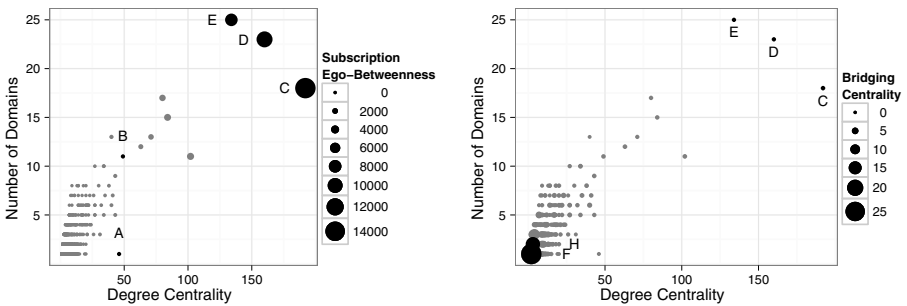 25
20
15
10
5
50
100
150
Number of Domains
Degree Centrality
E
D
C
B
A
Subscription
Ego−Betweenness
0
2000
4000
6000
8000
10000
12000
14000
25
20
15
10
5
50
100
150
Number of Domains
Degree Centrality
E
D
C
H
F
Bridging
Centrality
0
5
10
15
20
25